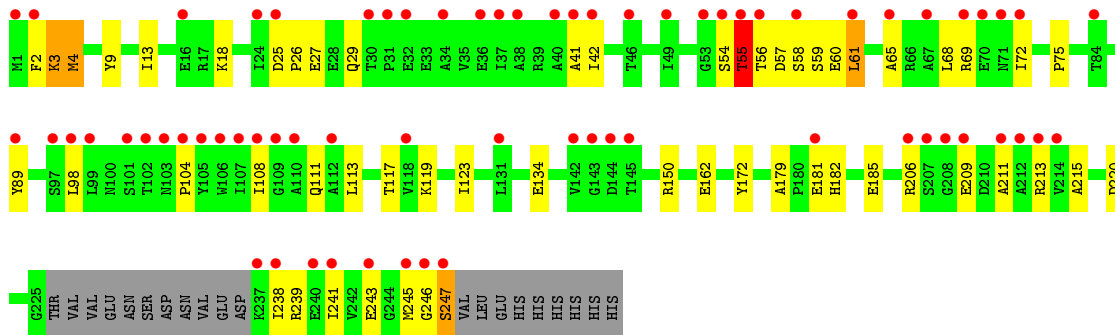 M1 F2 K3 M4 Y9 I13 E16 R17 K18 I24 D25 P26 E27 E28 Q29 T30 P31 E32 E33 A34 V35 E36 I37 A38 R39 A40 A41 I42 T46 I49 G53 S54 T55 T56 D57 S58 S59 E60 L61 A65 R66 A67 L68 R69 E70 N71 I72 P75 T84
Y89 S97 L98 L99 N100 S101 T102 N103 P104 Y105 W106 I107 I108 G109 A110 Q111 A112 L113 T117 V118 K119 I123 L131 E134 V142 G143 D144 T145 R150 E162 Y172 A179 P180 E181 H182 E185 R206 S207 G208 E209 D210 A211 A212 R213 V214 A215
G225 THR VAL VAL GLU ASN SER ASP ASN VAL GLU ASP K237 I238 R239 E240 I241 V242 E243 G244 M245 G246 S247 VAL LEU GLU HIS HIS HIS HIS HIS HIS